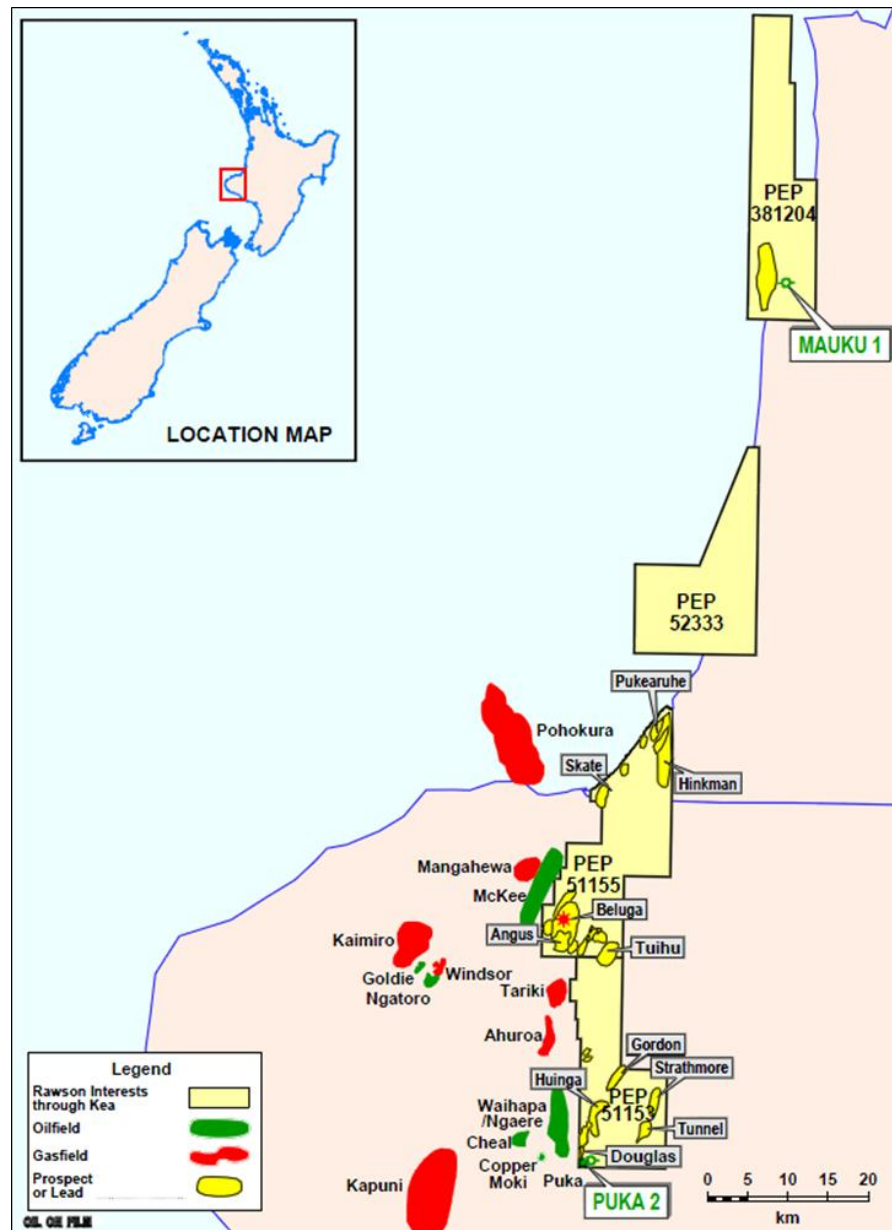 LOCATION MAP
PEP
381204
MAUKU 1
PEP
52333
Pukearuhe
Pohokura
Skate
Hinkman
Mangahewa
PEP
51155
McKee
Beluga
Angus
Kaimiro
Tuihu
Goldie
Windsor
Ngatoro
Tariki
Ahuroa
Gordon
Strathmore
Huinga
Waihapa
/Ngaere
PEP
51153
Cheal
Tunnel
Copper
Moki
Douglas
Puka
Kapuni
PUKA 2
Legend
Rawson Interests
through Kea
Oilfield
Gasfield
Prospect
or Lead
0 10 20
km